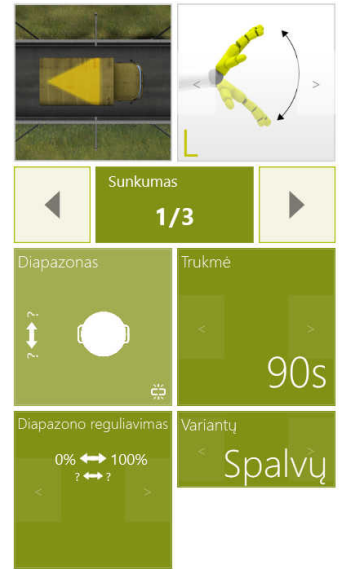 < >
L
Sunkumas
1/3
Diapazonas
? ?
Trukmė
< >
90s
Diapazono reguliavimas
0% 100%
? ?
< >
Variantų
< >
Spalvų